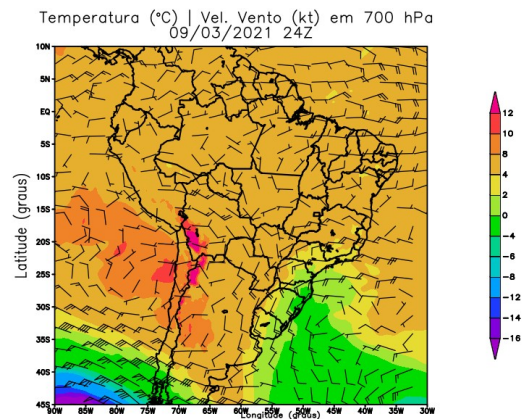 Temperatura (°C) | Vel. Vento (kt) em 700 hPa
09/03/2021 24Z
Latitude (graus)
10N
5N
EQ
5S
10S
15S
20S
25S
30S
35S
40S
45S
90W 85W 80W 75W 70W 65W 60W 55W 50W 45W 40W 35W 30W
Longitude (graus)
12
10
8
6
4
2
0
-4
-6
-8
-12
-14
-16